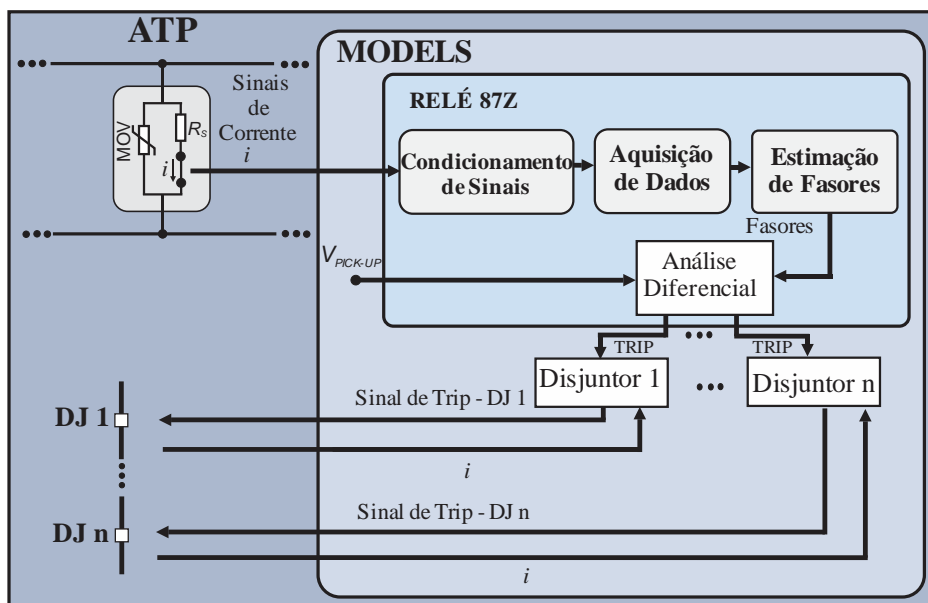 ATP
MODELS
Sinais
de
Corrente
i
MOV
R_S
i
RELÉ 87Z
Condicionamento
de Sinais
Aquisição
de Dados
Estimação
de Fasores
Fasores
V_PICK-UP
Análise
Diferencial
TRIP
TRIP
Disjuntor 1
Disjuntor n
Sinal de Trip - DJ 1
DJ 1
i
Sinal de Trip - DJ n
DJ n
i